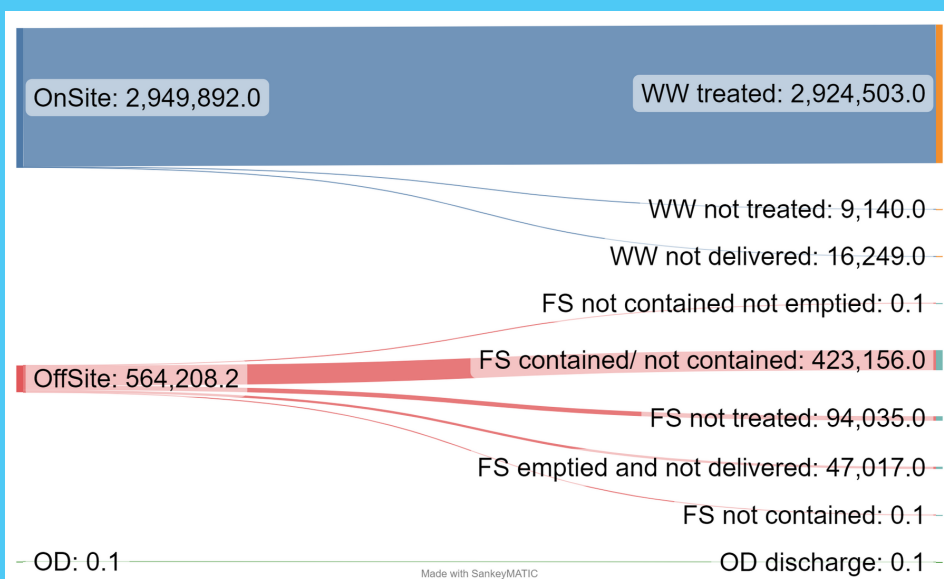 OnSite: 2,949,892.0
WW treated: 2,924,503.0
WW not treated: 9,140.0
WW not delivered: 16,249.0
FS not contained not emptied: 0.1
FS contained/ not contained: 423,156.0
OffSite: 564,208.2
FS not treated: 94,035.0
FS emptied and not delivered: 47,017.0
FS not contained: 0.1
OD: 0.1
OD discharge: 0.1
Made with SankeyMATIC